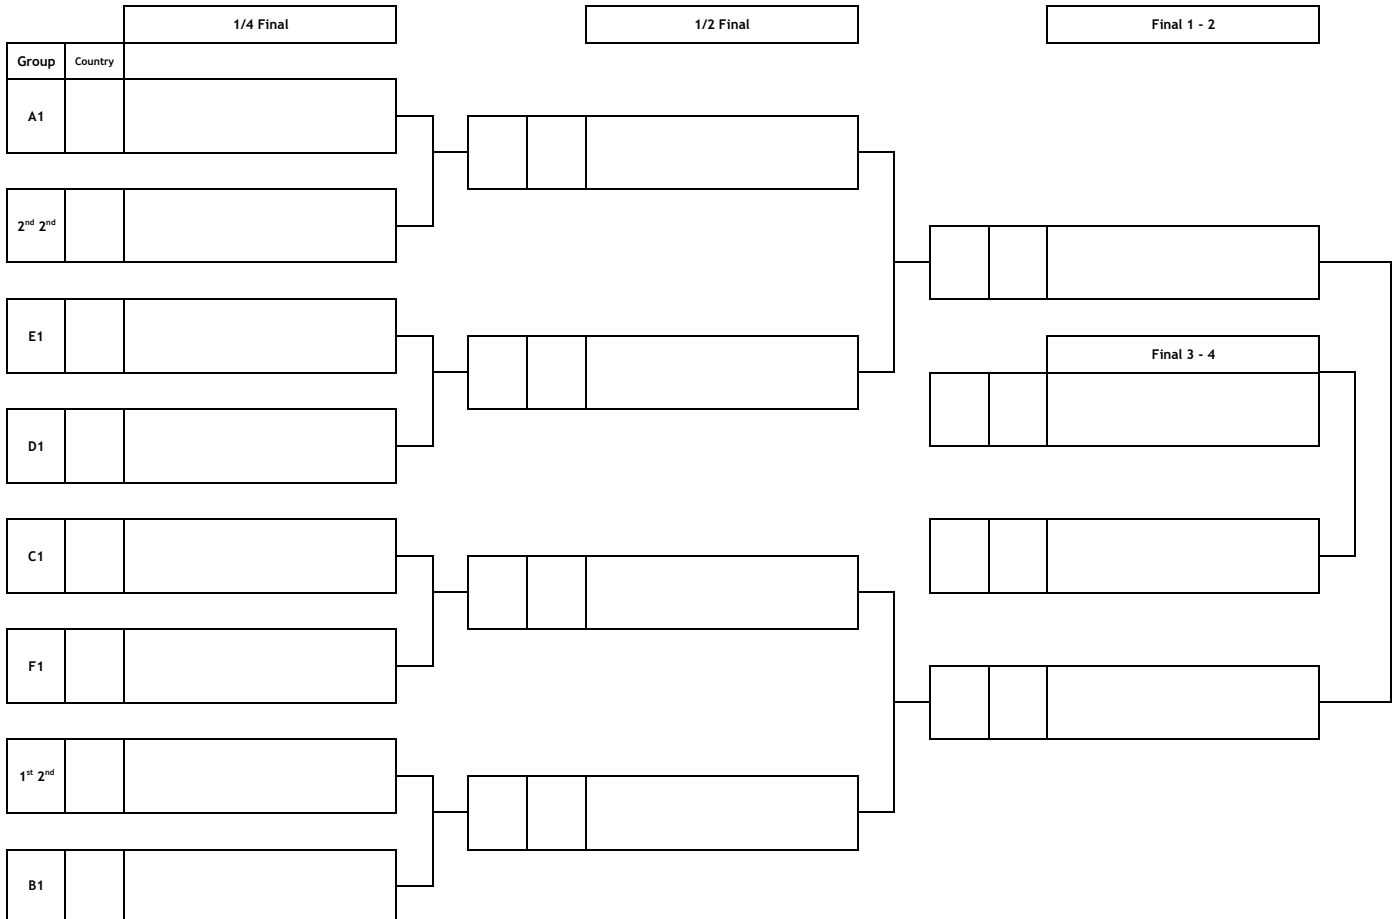 1/4 Final
1/2 Final
Final 1 - 2
Group
Country
A1
2nd 2nd
E1
Final 3 - 4
D1
C1
F1
1st 2nd
B1